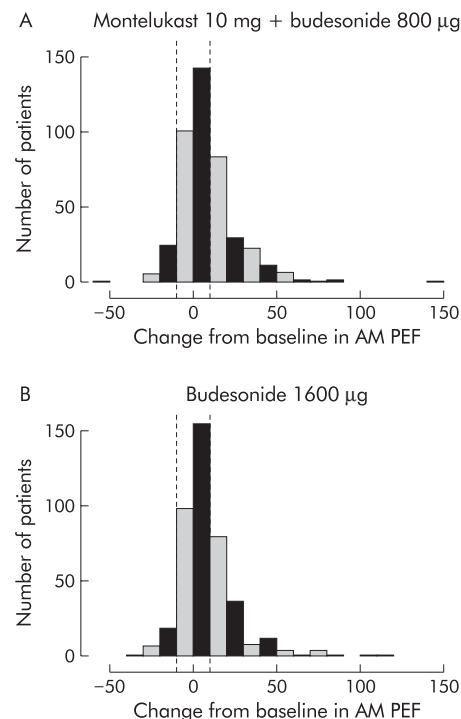 A Montelukast 10 mg + budesonide 800 µg
150
100
50
0
Number of patients
−50 0 50 100 150
Change from baseline in AM PEF
B Budesonide 1600 µg
150
100
50
0
Number of patients
−50 0 50 100 150
Change from baseline in AM PEF